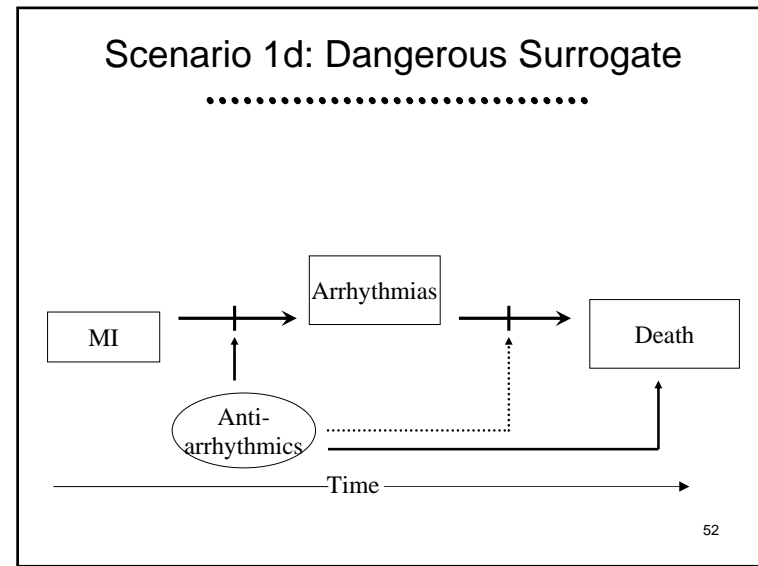 Scenario 1d: Dangerous Surrogate
Arrhythmias
MI
Death
Anti-
arrhythmics
Time
52